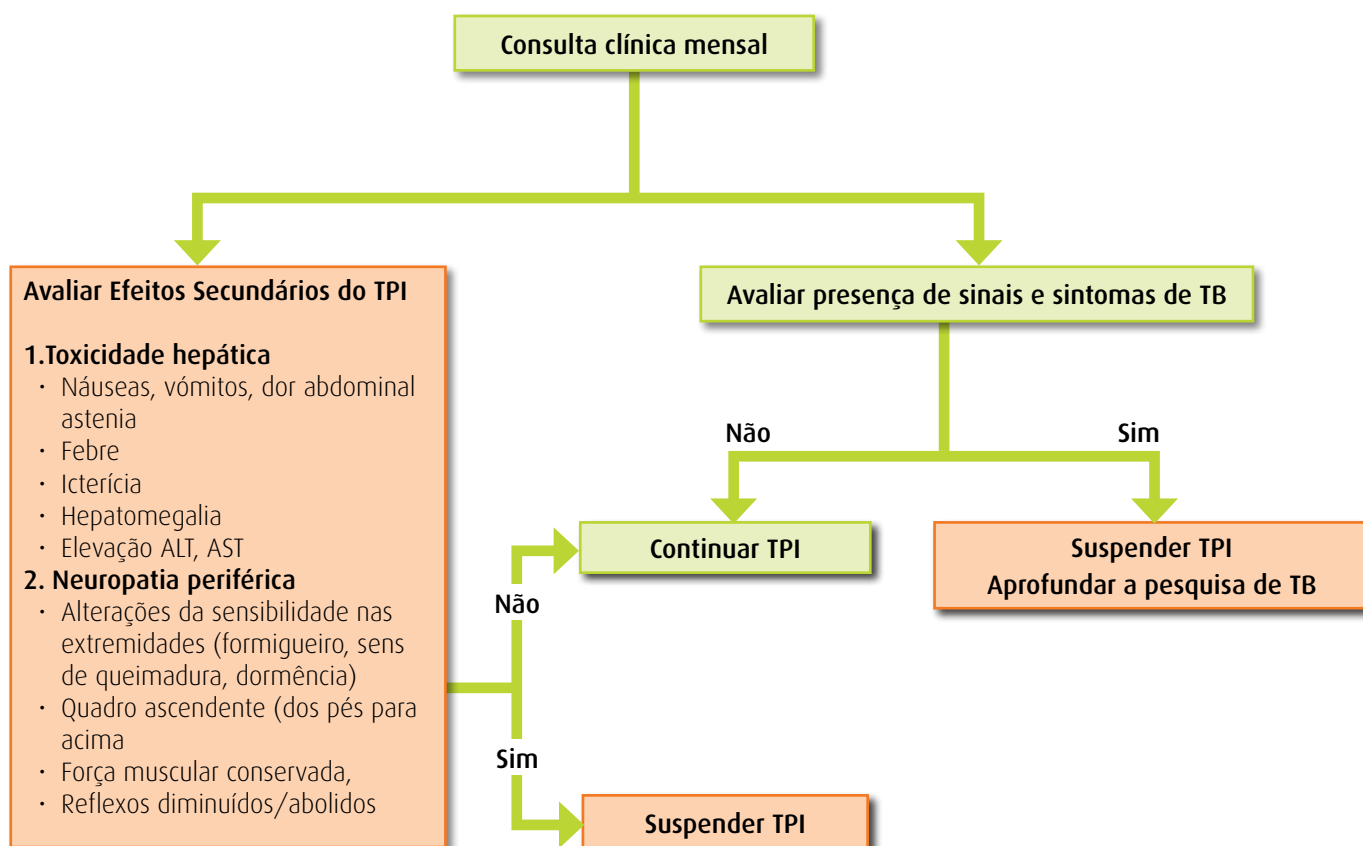 Consulta clínica mensal
Avaliar Efeitos Secundários do TPI
1.Toxicidade hepática
· Náuseas, vómitos, dor abdominal
astenia
· Febre
· Icterícia
· Hepatomegalia
· Elevação ALT, AST
2. Neuropatia periférica
· Alterações da sensibilidade nas
extremidades (formigueiro, sens
de queimadura, dormência)
· Quadro ascendente (dos pés para
acima
· Força muscular conservada,
· Reflexos diminuídos/abolidos
Avaliar presença de sinais e sintomas de TB
Não
Sim
Continuar TPI
Suspender TPI
Aprofundar a pesquisa de TB
Não
Sim
Suspender TPI